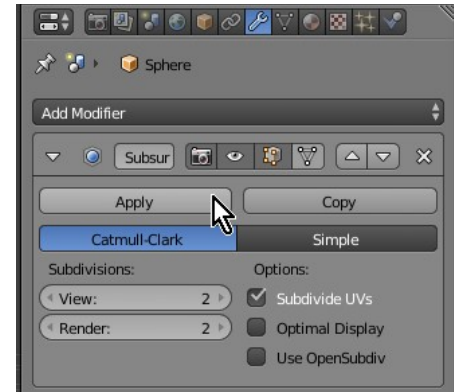 Sphere
Add Modifier
Subsur
Apply Copy
Catmull-Clark Simple
Subdivisions: Options:
View: 2 Subdivide UVs
Render: 2 Optimal Display
Use OpenSubdiv